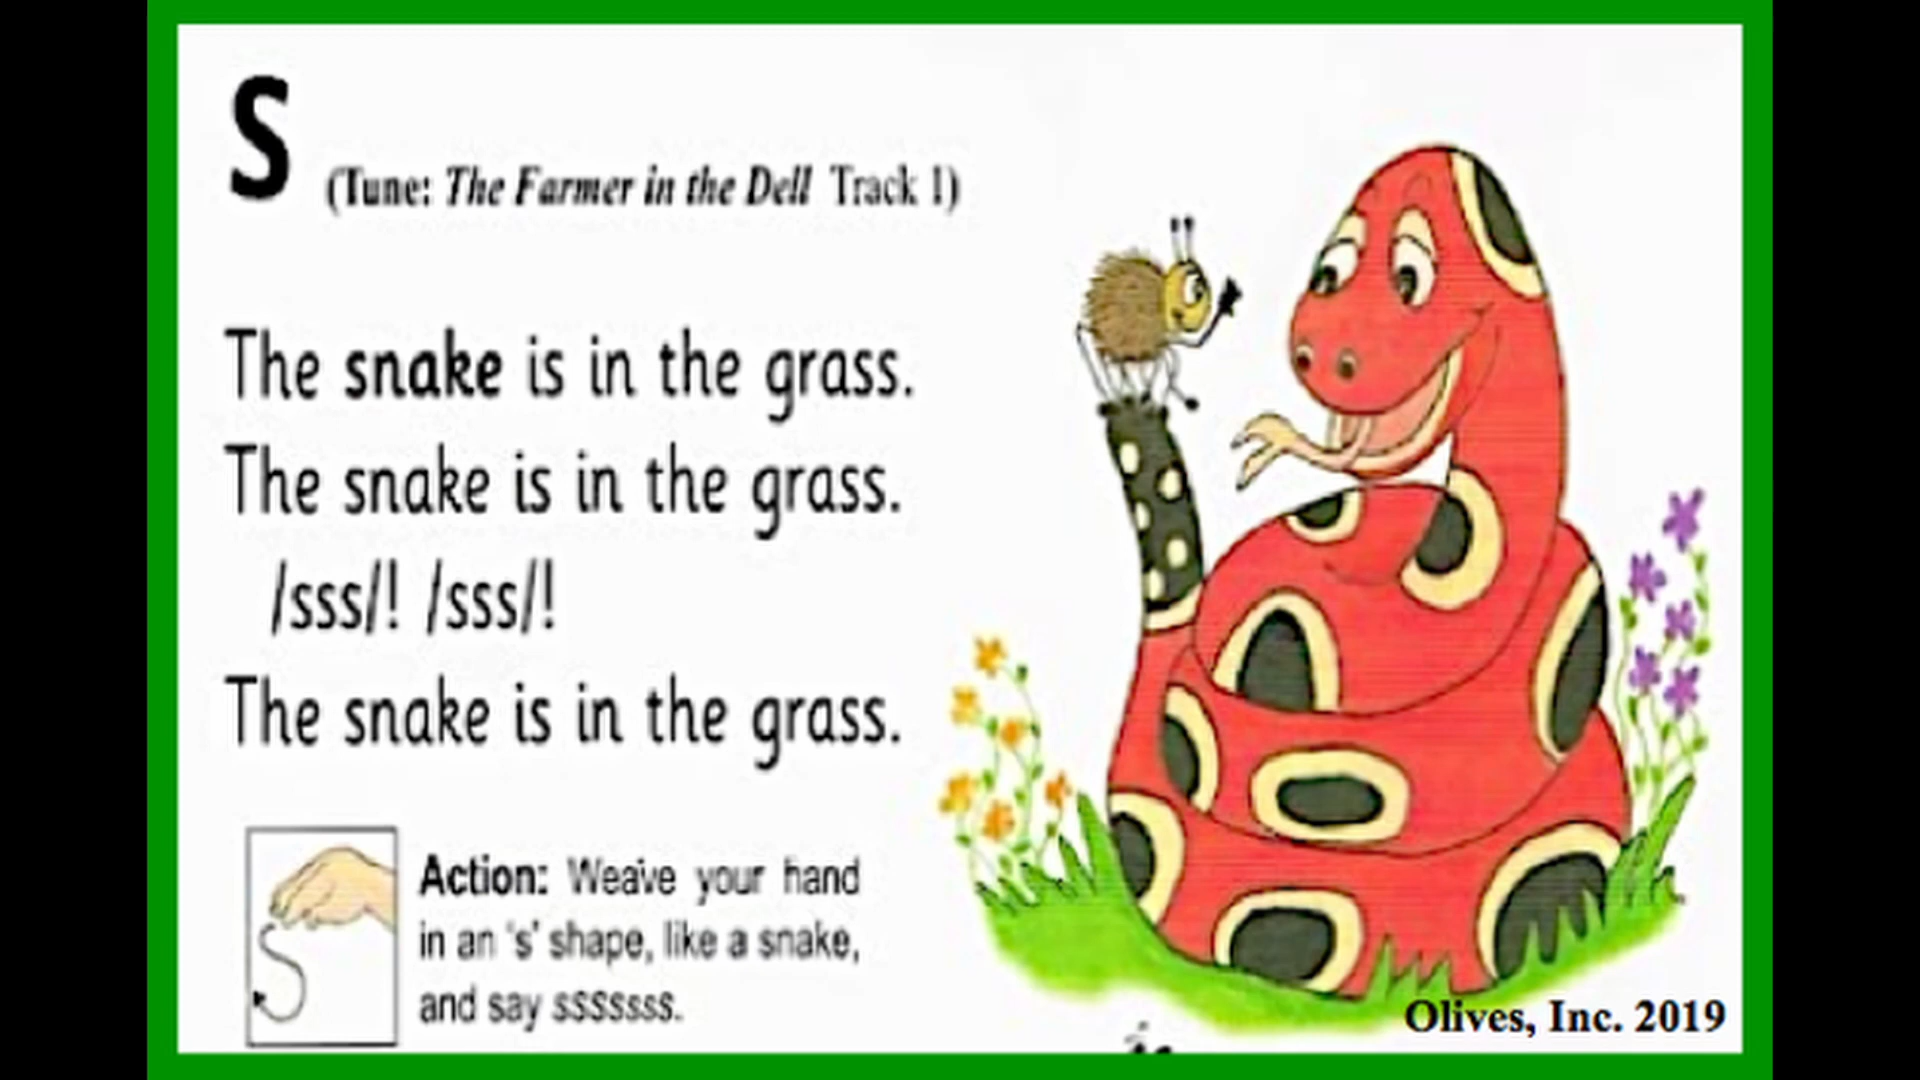 S
(Tune: The Farmer in the Dell Track 1)
The snake is in the grass.
The snake is in the grass.
/sss/! /sss/!
The snake is in the grass.
Action: Weave your hand
in an 's' shape, like a snake,
and say sssssss.
Olives, Inc. 2019